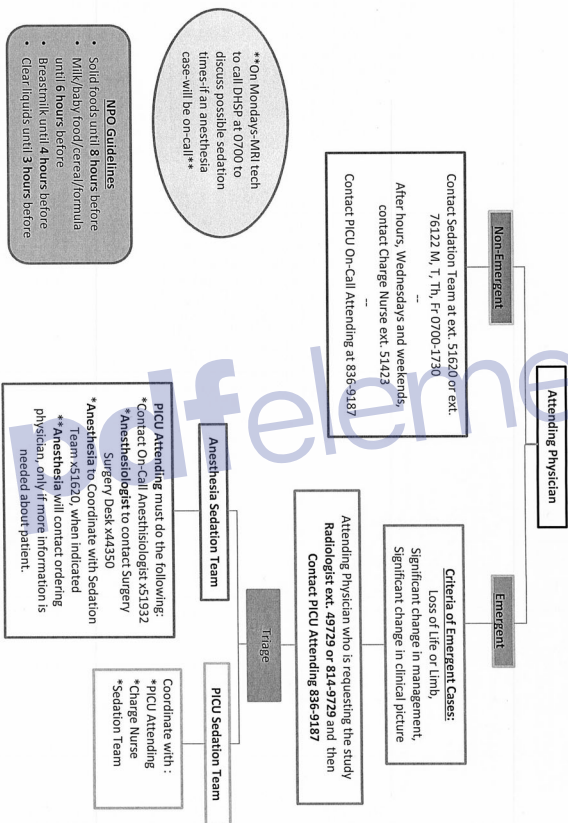 Attending Physician
Non-Emergent
Contact Sedation Team at ext. 51620 or ext.
76122 M, T, Th, Fr 0700-1730
--
After hours, Wednesdays and weekends,
contact Charge Nurse ext. 51423
--
Contact PICU On-Call Attending at 836-9187
Emergent
Criteria of Emergent Cases:
Loss of Life or Limb,
Significant change in management,
Significant change in clinical picture
Attending Physician who is requesting the study
Radiologist ext. 49729 or 814-9729 and then
Contact PICU Attending 836-9187
Triage
Anesthesia Sedation Team
PICU Attending must do the following:
*Contact On-Call Anesthisiologist x51932
*Anesthesiologist to contact Surgery
Surgery Desk x44350
*Anesthesia to Coordinate with Sedation
Team x51620, when indicated
**Anesthesia will contact ordering
physician, only if more information is
needed about patient.
PICU Sedation Team
Coordinate with :
*PICU Attending
*Charge Nurse
*Sedation Team
**On Mondays-MRI tech
to call DHSP at 0700 to
discuss possible sedation
times-if an anesthesia
case-will be on-call**
NPO Guidelines
• Solid foods until 8 hours before
• Milk/baby food/cereal/formula
until 6 hours before
• Breastmilk until 4 hours before
• Clear liquids until 3 hours before
pdfeleme